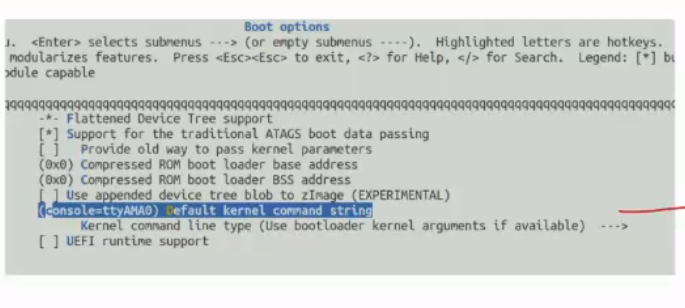 Boot options
u. <Enter> selects submenus ---> (or empty submenus ----). Highlighted letters are hotkeys.
modularizes features. Press <Esc><Esc> to exit, <?> for Help, </> for Search. Legend: [*] bu
odule capable
qqqqqqqqqqqqqqqqqqqqqqqqqqqqqqqqqqqqqqqqqqqqqqqqqqqqqqqqqqqqqqqqqqqqqqqqqqqqqqqqqqqqqqqqqqqqqqqq
-*- Flattened Device Tree support
[*] Support for the traditional ATAGS boot data passing
[ ] Provide old way to pass kernel parameters
(0x0) Compressed ROM boot loader base address
(0x0) Compressed ROM boot loader BSS address
[ ] Use appended device tree blob to zImage (EXPERIMENTAL)
(console=ttyAMA0) Default kernel command string
Kernel command line type (Use bootloader kernel arguments if available) --->
[ ] UEFI runtime support